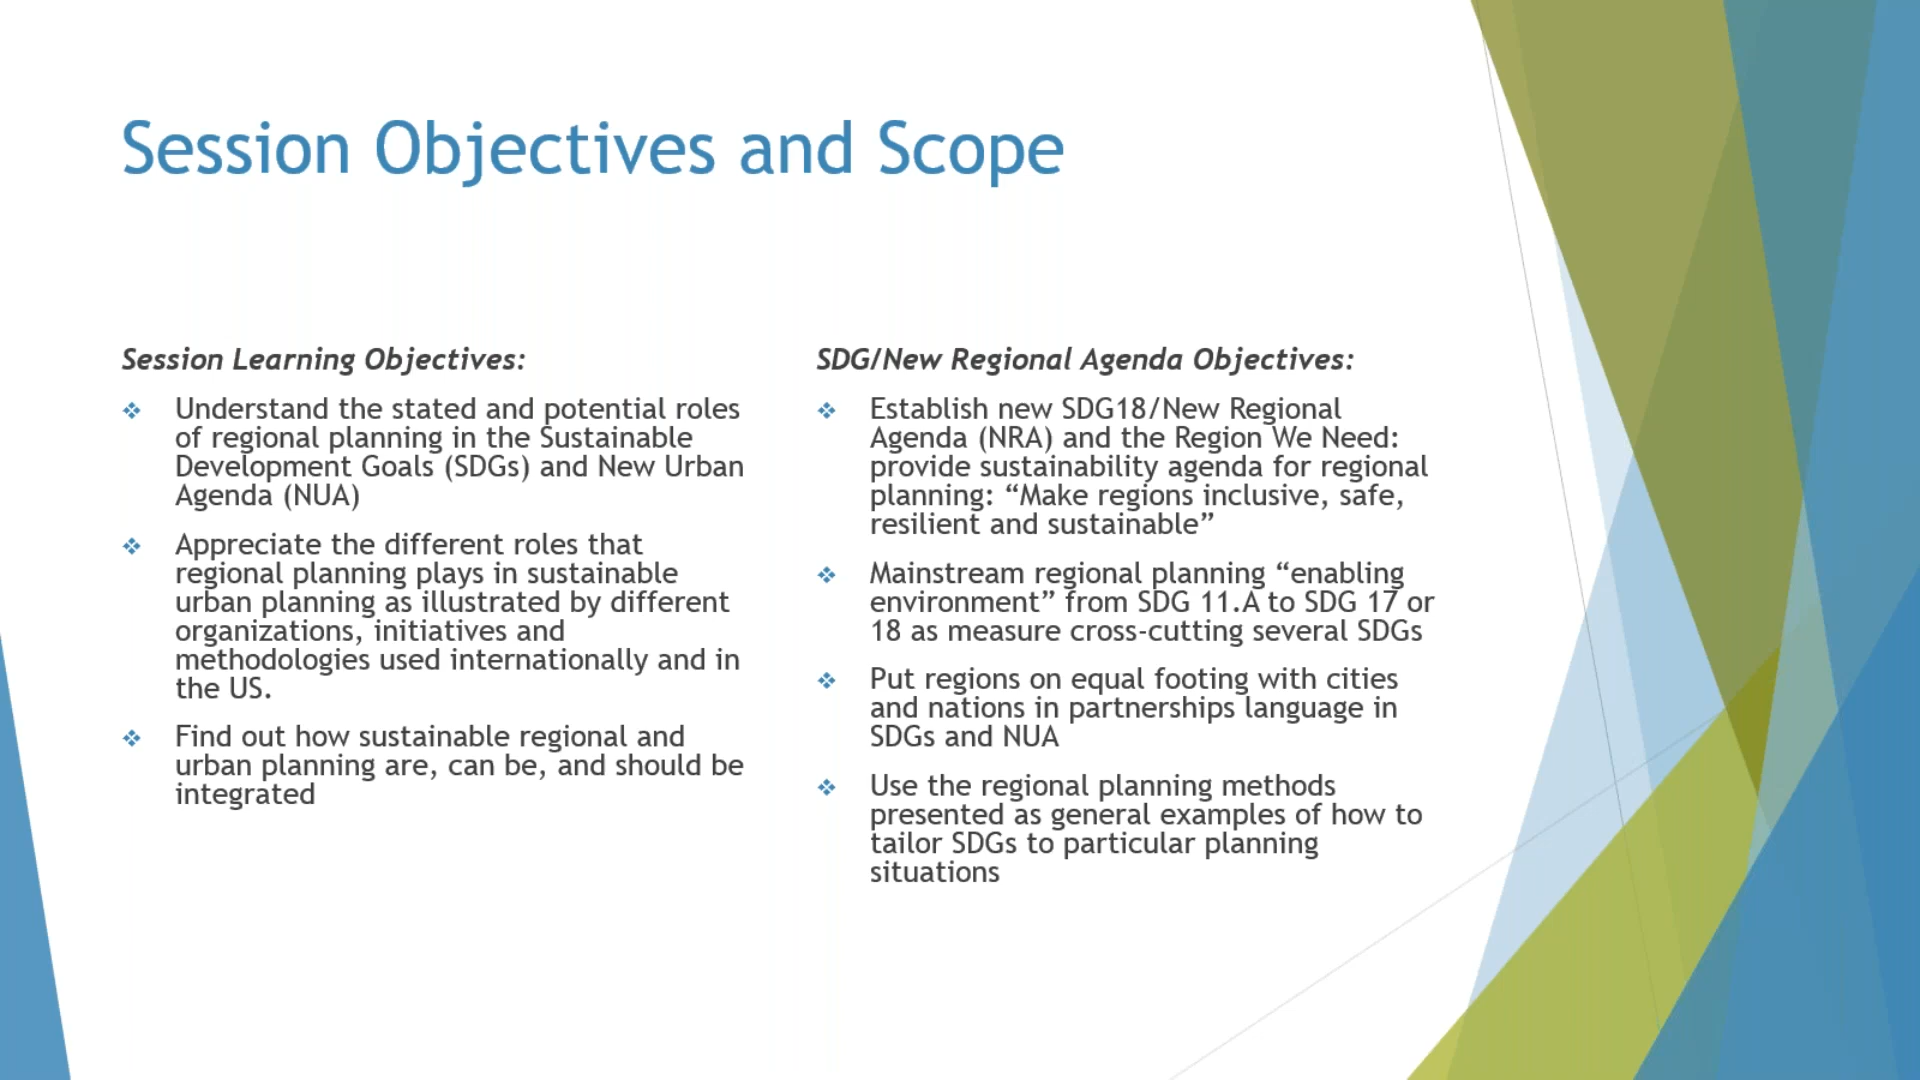 Session Objectives and Scope
Session Learning Objectives:
❖ Understand the stated and potential roles
of regional planning in the Sustainable
Development Goals (SDGs) and New Urban
Agenda (NUA)
❖ Appreciate the different roles that
regional planning plays in sustainable
urban planning as illustrated by different
organizations, initiatives and
methodologies used internationally and in
the US.
❖ Find out how sustainable regional and
urban planning are, can be, and should be
integrated
SDG/New Regional Agenda Objectives:
❖ Establish new SDG18/New Regional
Agenda (NRA) and the Region We Need:
provide sustainability agenda for regional
planning: “Make regions inclusive, safe,
resilient and sustainable”
❖ Mainstream regional planning “enabling
environment” from SDG 11.A to SDG 17 or
18 as measure cross-cutting several SDGs
❖ Put regions on equal footing with cities
and nations in partnerships language in
SDGs and NUA
❖ Use the regional planning methods
presented as general examples of how to
tailor SDGs to particular planning
situations